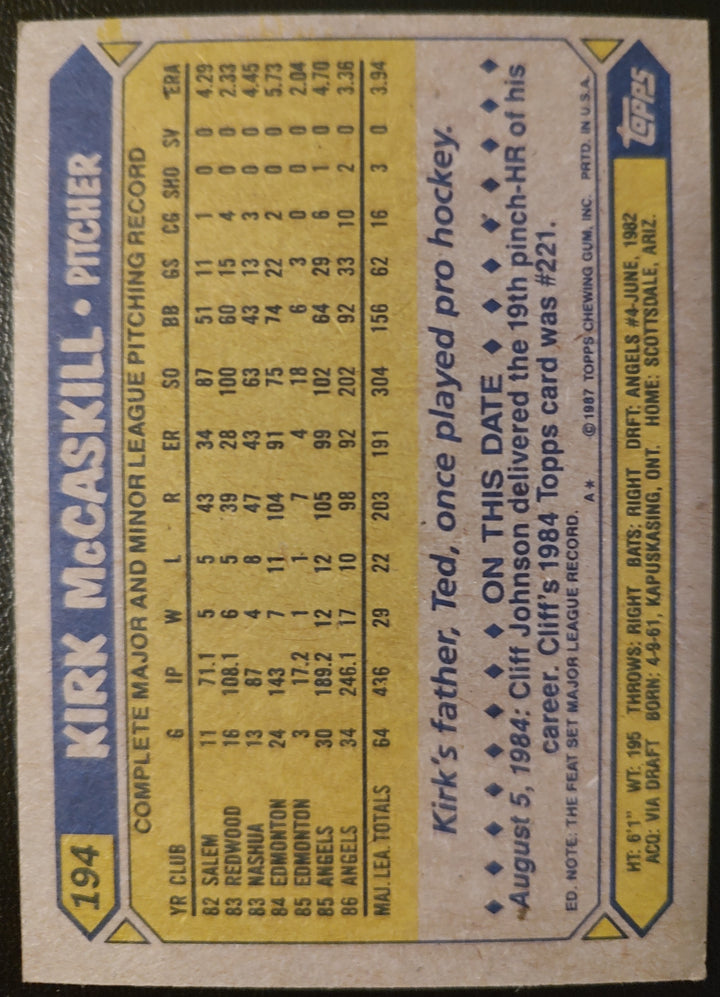 194 KIRK McCASKILL • PITCHER
COMPLETE MAJOR AND MINOR LEAGUE PITCHING RECORD
YR CLUB G IP W L R ER SO BB GS CG SHO SV ERA
82 SALEM 11 71.1 5 5 43 34 87 51 11 1 0 0 4.29
83 REDWOOD 16 108.1 6 5 39 28 100 60 15 4 0 0 2.33
83 NASHUA 13 87 4 8 47 43 63 43 13 3 0 0 4.45
84 EDMONTON 24 143 7 11 104 91 75 74 22 2 0 0 5.73
85 EDMONTON 3 17.2 1 1 7 4 18 6 3 0 0 0 2.04
85 ANGELS 30 189.2 12 12 105 99 102 64 29 6 1 0 4.70
86 ANGELS 34 246.1 17 10 98 92 202 92 33 10 2 0 3.36
MAJ. LEA. TOTALS 64 436 29 22 203 191 304 156 62 16 3 0 3.94
Kirk's father, Ted, once played pro hockey.
♦ ♦ ♦ ♦ ♦ ♦ ♦ ♦ ON THIS DATE ♦ ♦ ♦ ♦ ♦ ♦ ♦ ♦
August 5, 1984: Cliff Johnson delivered the 19th pinch-HR of his
career. Cliff's 1984 Topps card was #221.
ED. NOTE: THE FEAT SET MAJOR LEAGUE RECORD.
A* © 1987 TOPPS CHEWING GUM, INC. PRTD. IN U.S.A.
HT: 6'1" WT: 195 THROWS: RIGHT BATS: RIGHT DRFT: ANGELS #4-JUNE, 1982
ACQ: VIA DRAFT BORN: 4-9-61, KAPUSKASING, ONT. HOME: SCOTTSDALE, ARIZ.
TOPPS